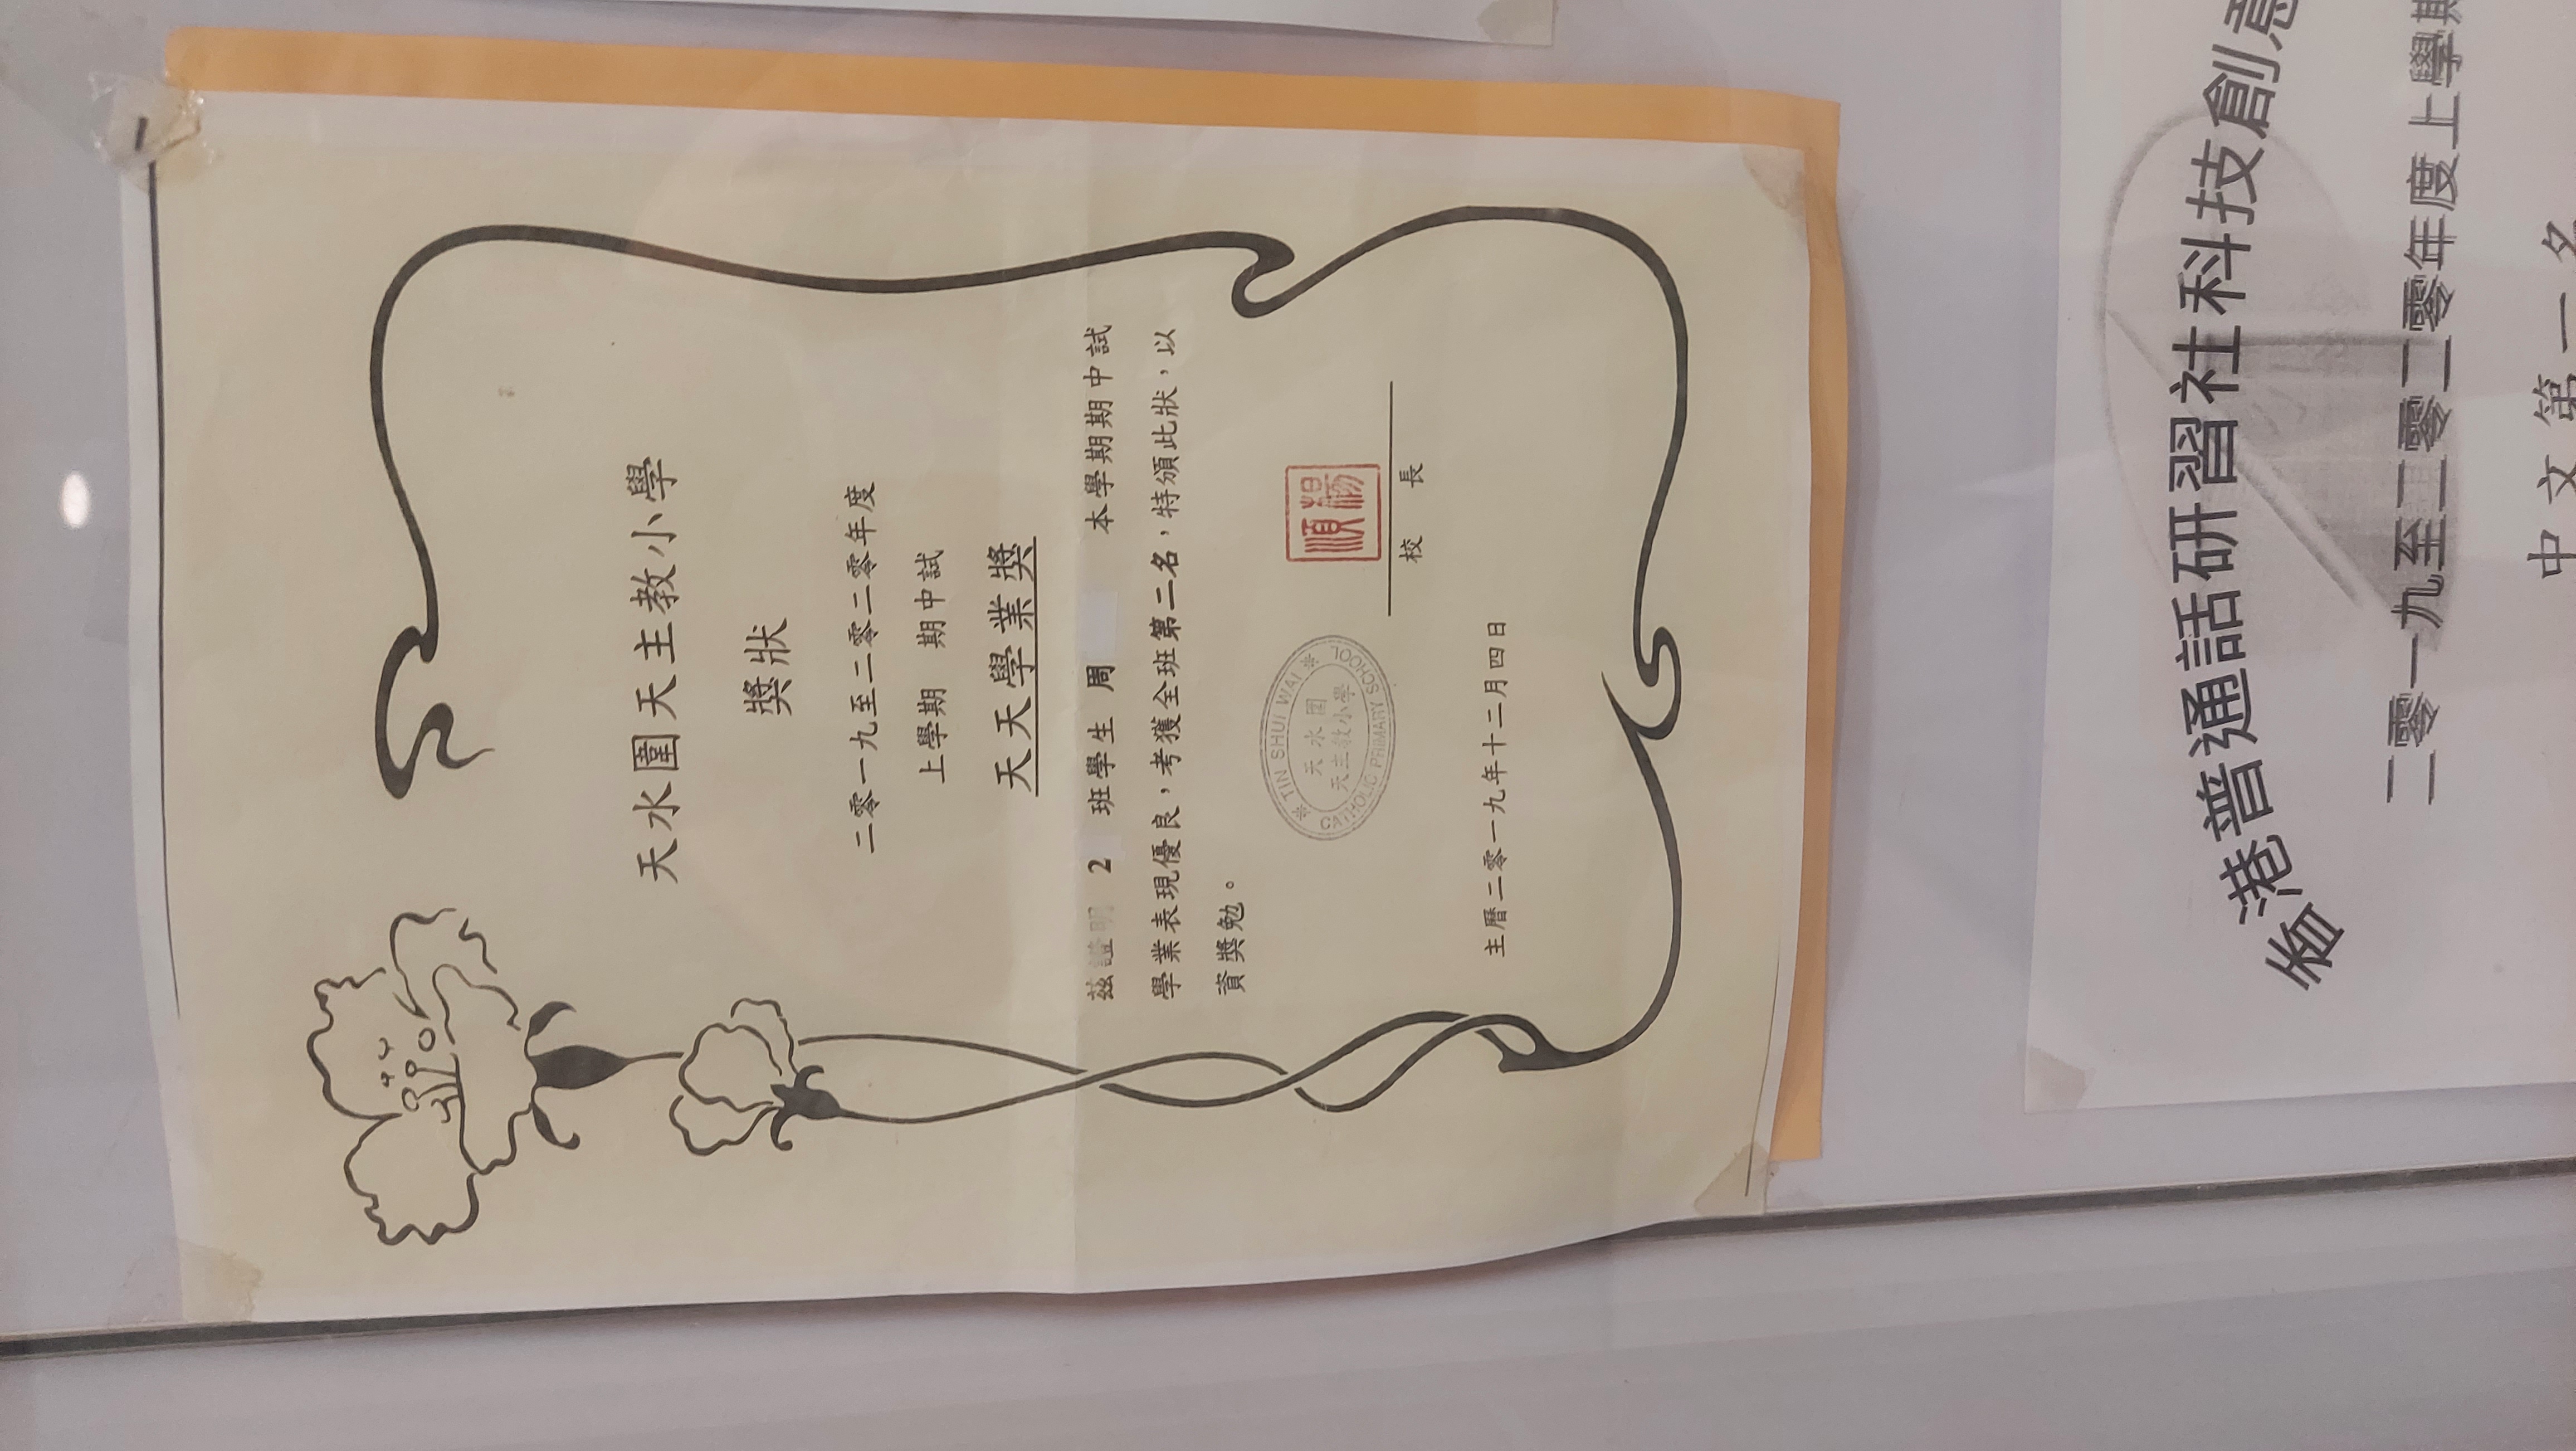 天水圍天主教小學
獎狀
二零一九至二零二零年度
上學期 期中試
天天學業獎
茲證明 2 班學生 周 本學期期中試
學業表現優良，考獲全班第二名，特頒此狀，以
資獎勉。
TIN SHUI WAI
天水圍
天主教小學
CATHOLIC PRIMARY SCHOOL
楊
順
校 長
主曆二零一九年十二月四日
香港普通話研習社科技創意
二零一九至二零二零年度上學期
中文第一名